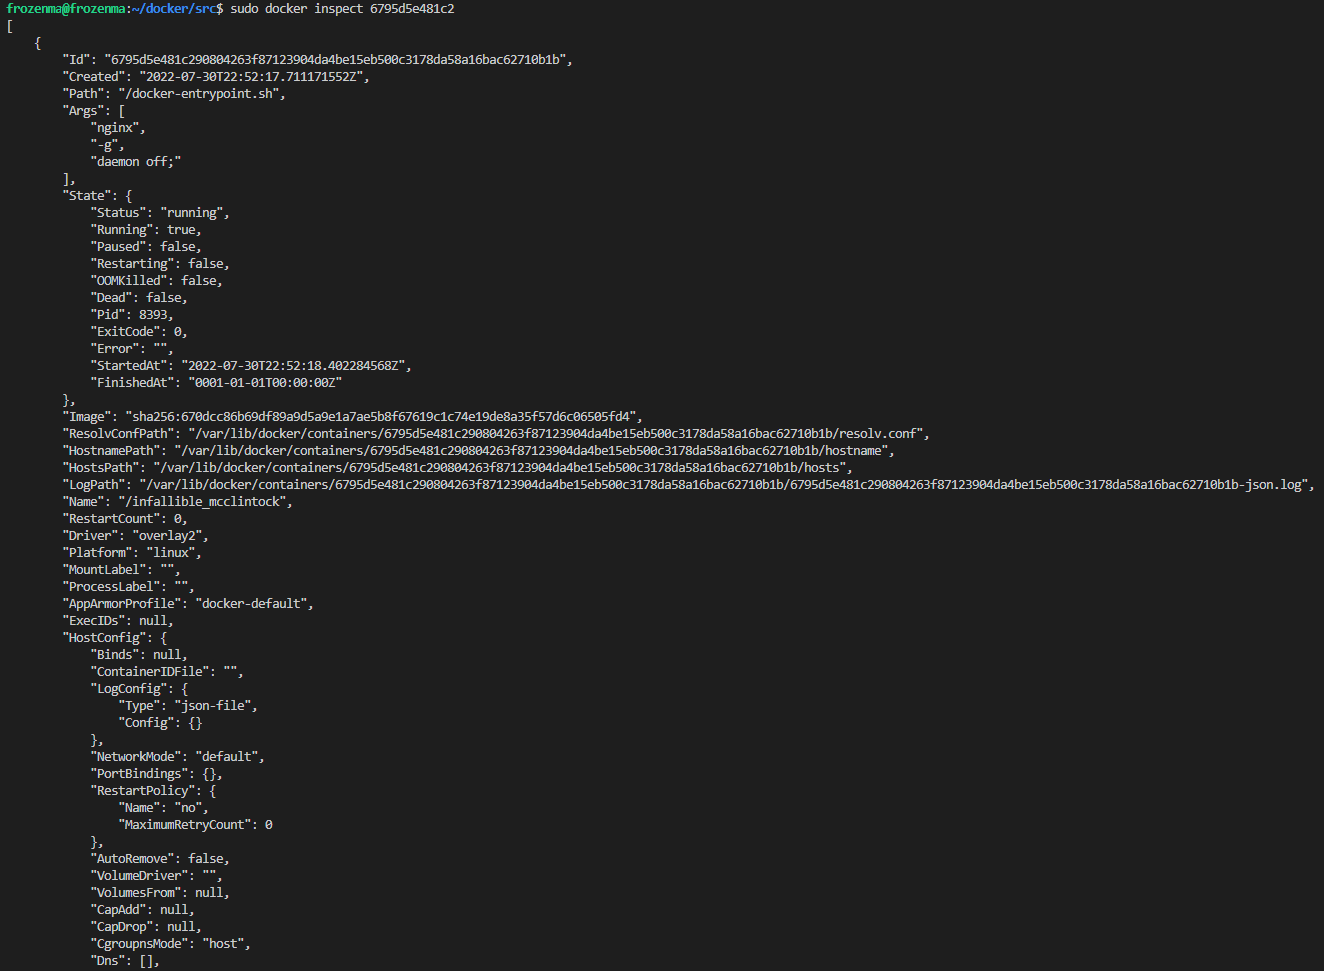 frozenma@frozenma:~/docker/src$ sudo docker inspect 6795d5e481c2
[
    {
        "Id": "6795d5e481c290804263f87123904da4be15eb500c3178da58a16bac62710b1b",
        "Created": "2022-07-30T22:52:17.711171552Z",
        "Path": "/docker-entrypoint.sh",
        "Args": [
            "nginx",
            "-g",
            "daemon off;"
        ],
        "State": {
            "Status": "running",
            "Running": true,
            "Paused": false,
            "Restarting": false,
            "OOMKilled": false,
            "Dead": false,
            "Pid": 8393,
            "ExitCode": 0,
            "Error": "",
            "StartedAt": "2022-07-30T22:52:18.402284568Z",
            "FinishedAt": "0001-01-01T00:00:00Z"
        },
        "Image": "sha256:670dcc86b69df89a9d5a9e1a7ae5b8f67619c1c74e19de8a35f57d6c06505fd4",
        "ResolvConfPath": "/var/lib/docker/containers/6795d5e481c290804263f87123904da4be15eb500c3178da58a16bac62710b1b/resolv.conf",
        "HostnamePath": "/var/lib/docker/containers/6795d5e481c290804263f87123904da4be15eb500c3178da58a16bac62710b1b/hostname",
        "HostsPath": "/var/lib/docker/containers/6795d5e481c290804263f87123904da4be15eb500c3178da58a16bac62710b1b/hosts",
        "LogPath": "/var/lib/docker/containers/6795d5e481c290804263f87123904da4be15eb500c3178da58a16bac62710b1b/6795d5e481c290804263f87123904da4be15eb500c3178da58a16bac62710b1b-json.log",
        "Name": "/infallible_mcclintock",
        "RestartCount": 0,
        "Driver": "overlay2",
        "Platform": "linux",
        "MountLabel": "",
        "ProcessLabel": "",
        "AppArmorProfile": "docker-default",
        "ExecIDs": null,
        "HostConfig": {
            "Binds": null,
            "ContainerIDFile": "",
            "LogConfig": {
                "Type": "json-file",
                "Config": {}
            },
            "NetworkMode": "default",
            "PortBindings": {},
            "RestartPolicy": {
                "Name": "no",
                "MaximumRetryCount": 0
            },
            "AutoRemove": false,
            "VolumeDriver": "",
            "VolumesFrom": null,
            "CapAdd": null,
            "CapDrop": null,
            "CgroupnsMode": "host",
            "Dns": [],